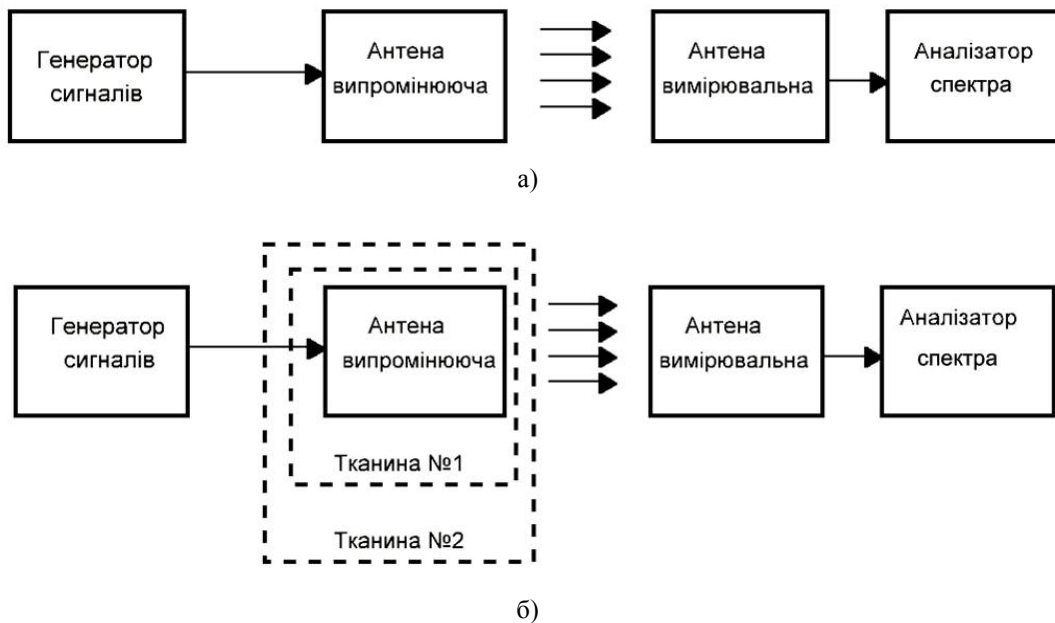 Генератор
сигналів
Антена
випромінююча
Антена
вимірювальна
Аналізатор
спектра
а)
Генератор
сигналів
Антена
випромінююча
Тканина №1
Тканина №2
Антена
вимірювальна
Аналізатор
спектра
б)